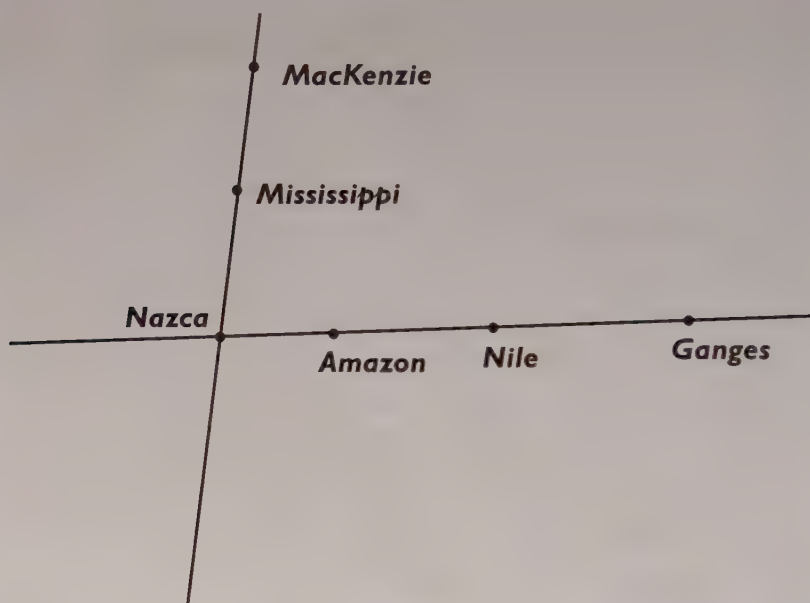 MacKenzie
Mississippi
Nazca
Amazon
Nile
Ganges